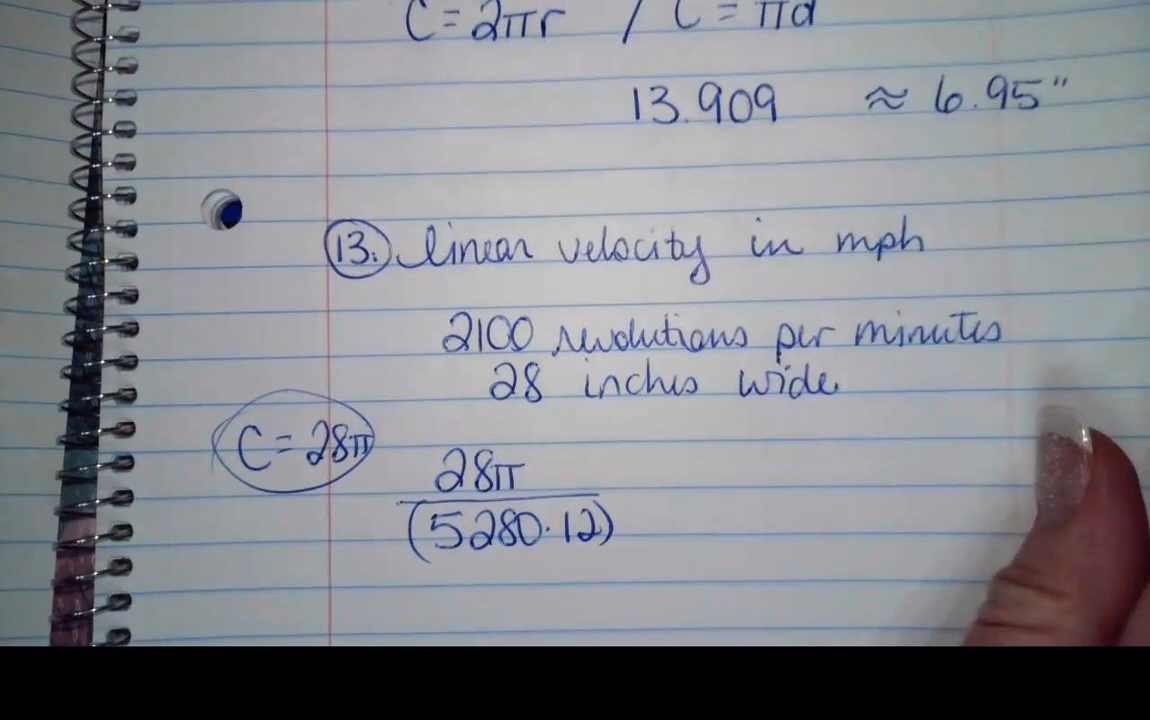 C = 2πr / C = πd
13.909 ≈ 6.95"
13. linear velocity in mph
2100 revolutions per minutes
28 inches wide
C = 28π
28π
(5280·12)